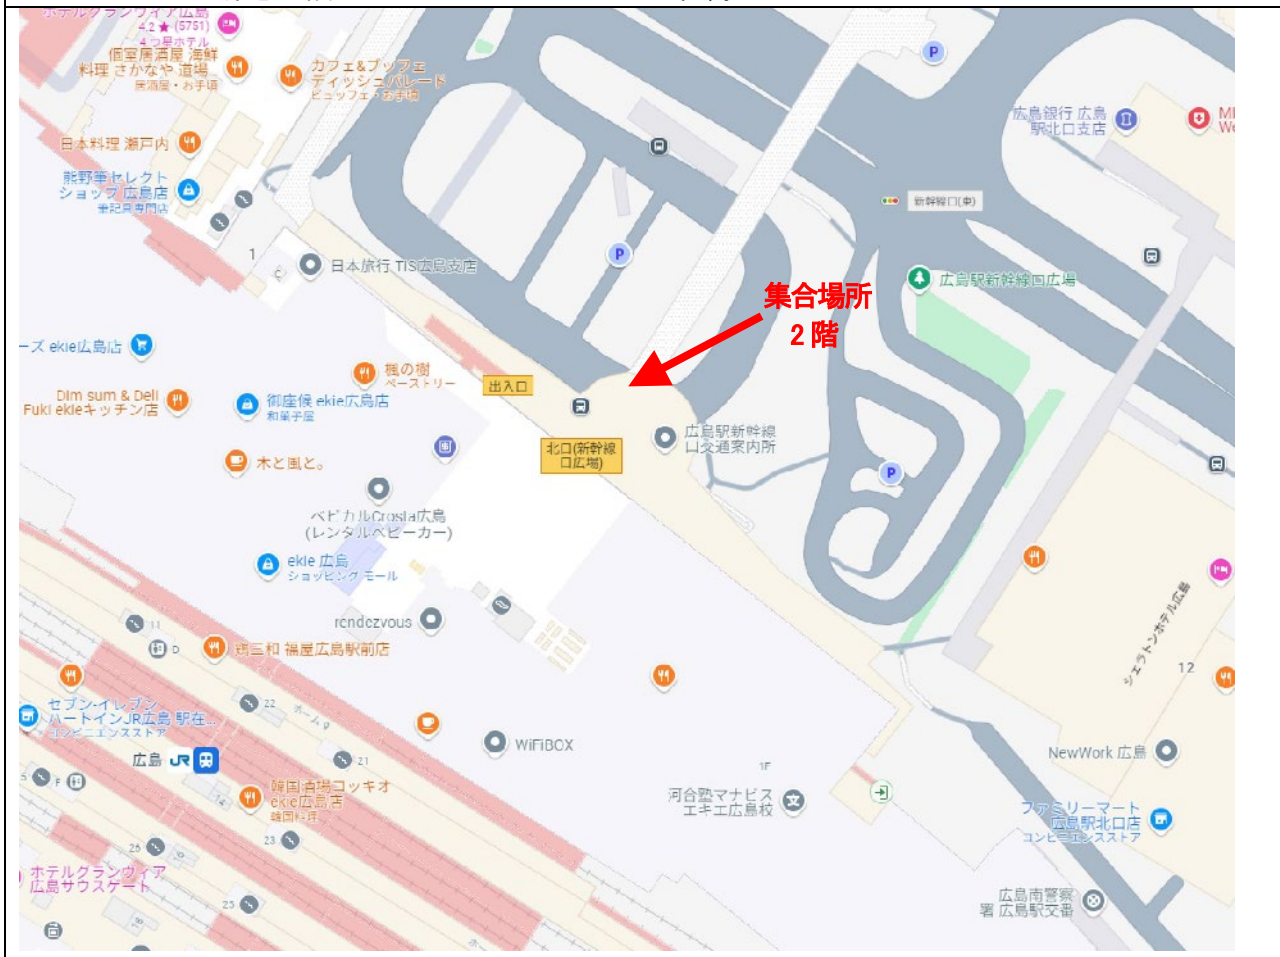 ホテルグランヴィア広島
4.2 ★ (5751)
4 つ星ホテル
個室居酒屋 海鮮
料理 さかなや 道場
居酒屋・お手頃
カフェ&ブッフェ
ディッシュパレード
ビュッフェ・お手頃
P
広島銀行 広島
駅北口支店
日本料理 瀬戸内
熊野筆セレクト
ショップ 広島店
筆記具専門店
新幹線口(東)
1
日本旅行 TiS広島支店
P
広島駅新幹線口広場
集合場所
2 階
ーズ ekie広島店
楓の樹
ペーストリー
出入口
Dim sum & Deli
Fuki ekieキッチン店
御座候 ekie広島店
和菓子屋
北口(新幹線
口広場)
広島駅新幹線
口交通案内所
木と風と。
P
ベビカルCrosta広島
(レンタルベビーカー)
ekie 広島
ショッピング モール
rendezvous
11
D
鶏三和 福屋広島駅前店
シェラトンホテル広島
12
セブン-イレブン
ハートインJR広島 駅在...
コンビニエンスストア
22
ホーム g
WiFiBOX
NewWork 広島
広島
JR
21
1F
韓国酒場コッキオ
ekie広島店
韓国料理
F
14
河合塾マナビス
エキエ広島校
ファミリーマート
広島駅北口店
コンビニエンスストア
23
26
ホテルグランヴィア
広島サウスゲート
25
広島南警察
署 広島駅交番